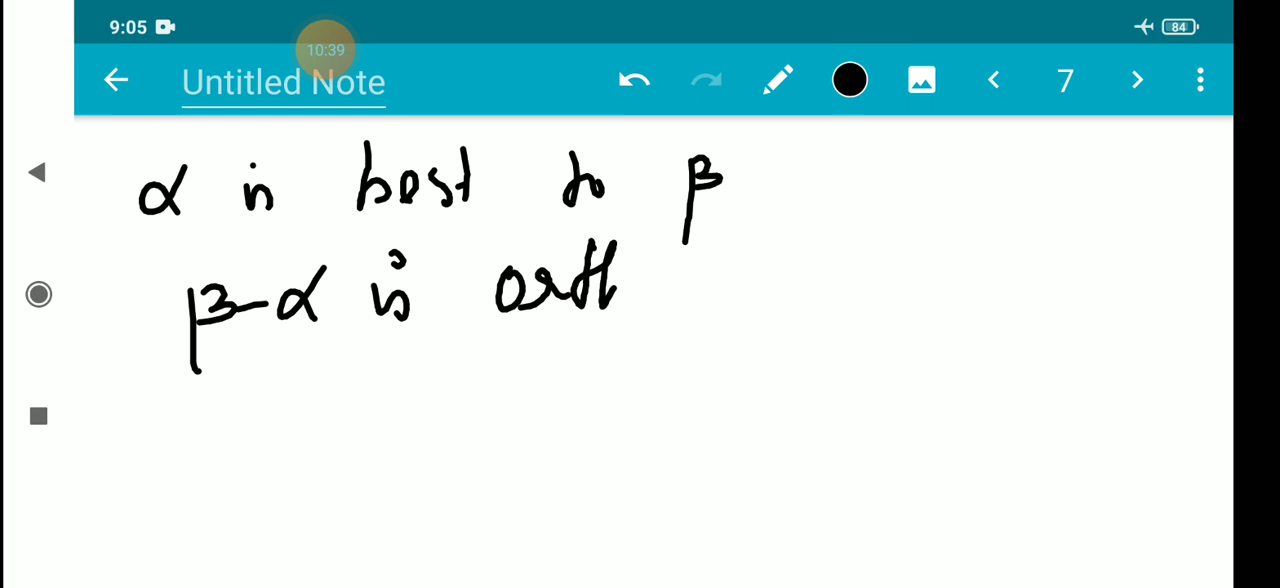 9:05
84
10:39
Untitled Note
7
α is best to β
β-α is orth